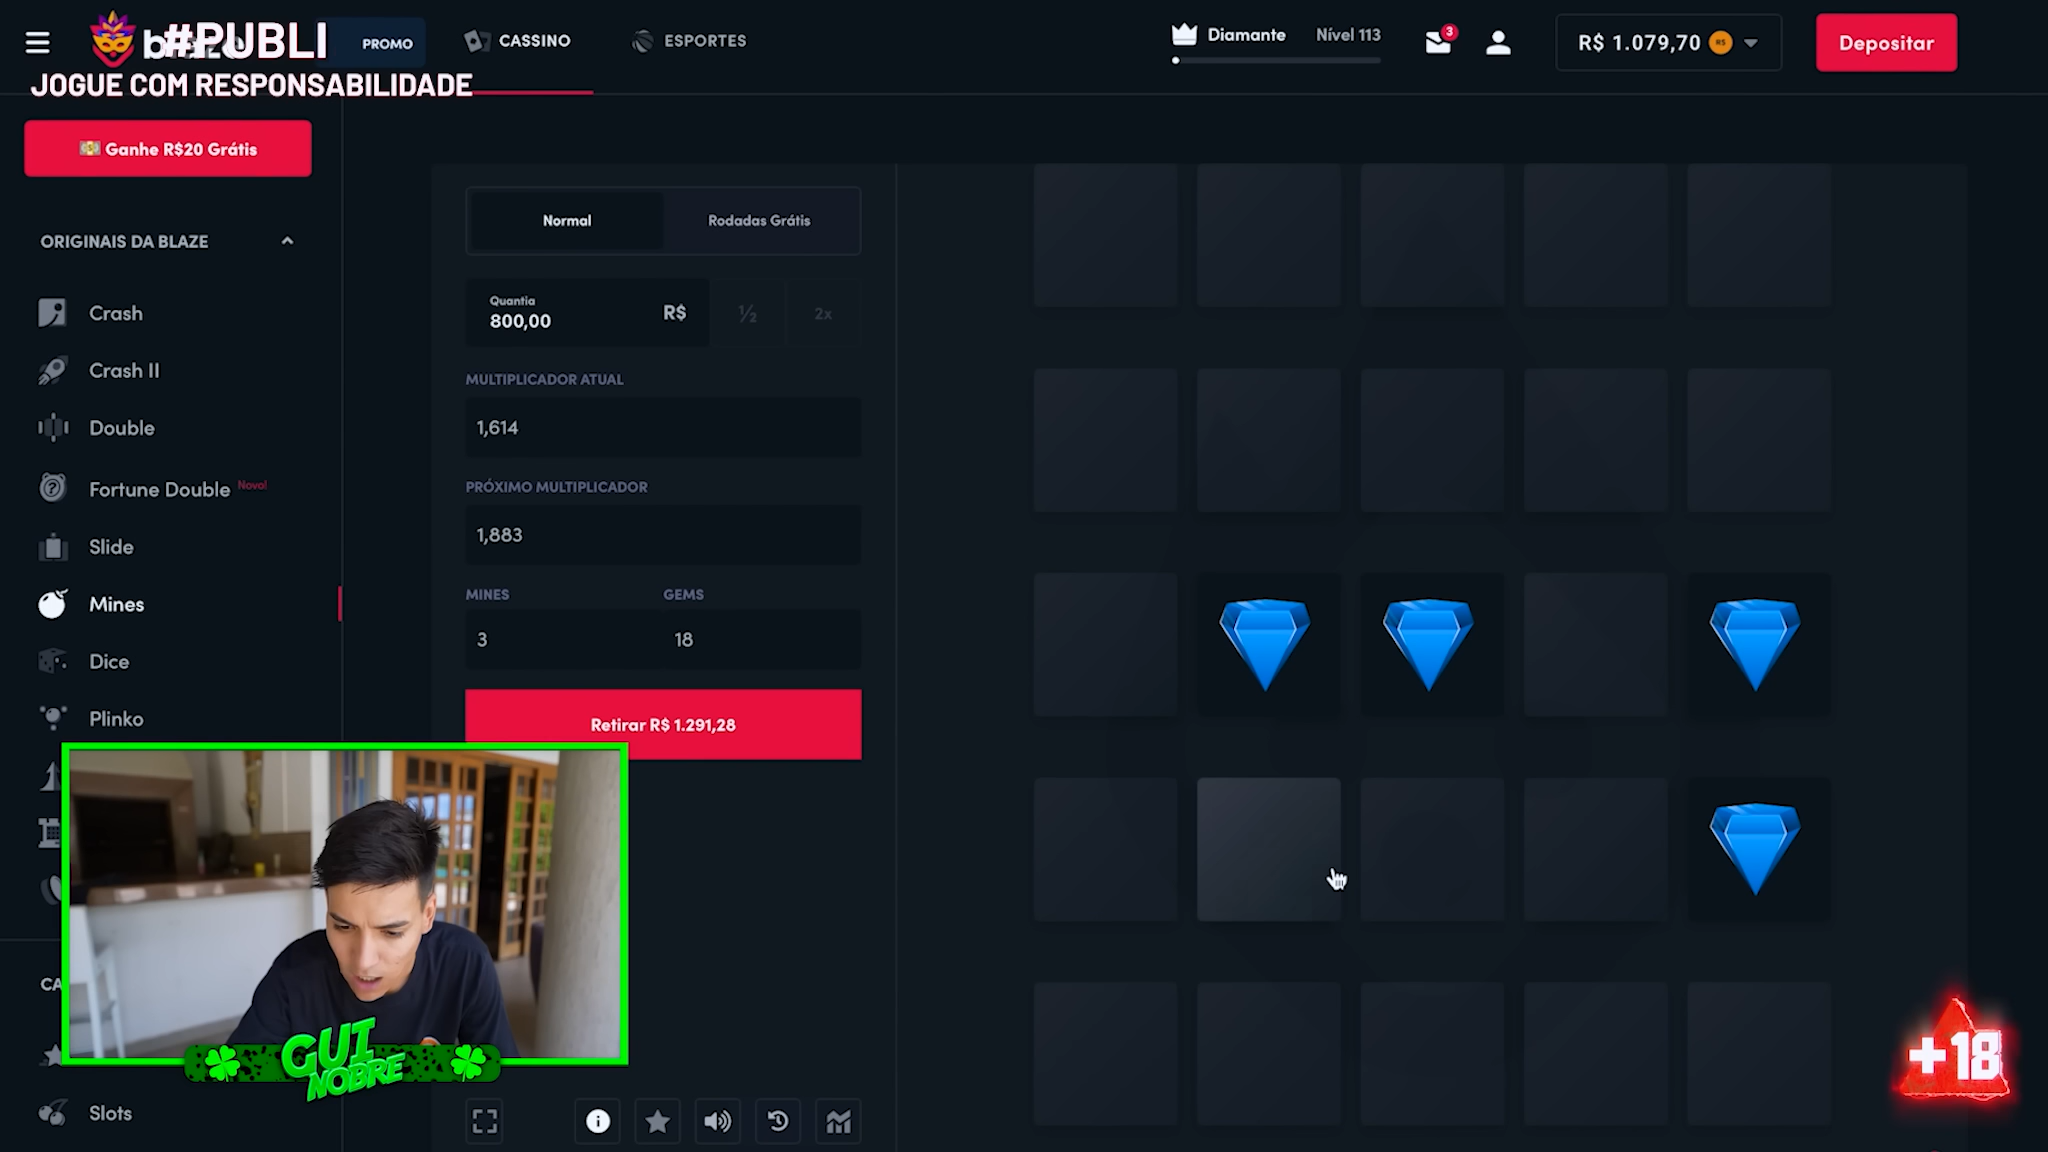 #PUBLI
PROMO
CASSINO
ESPORTES
Diamante
Nível 113
3
R$ 1.079,70
R$
Depositar
JOGUE COM RESPONSABILIDADE
Ganhe R$20 Grátis
ORIGINAIS DA BLAZE
Crash
Crash II
Double
Fortune Double Novo!
Slide
Mines
Dice
Plinko
Slots
Normal
Rodadas Grátis
Quantia
800,00
R$
½
2x
MULTIPLICADOR ATUAL
1,614
PRÓXIMO MULTIPLICADOR
1,883
MINES
GEMS
3
18
Retirar R$ 1.291,28
GUI
NOBRE
+18